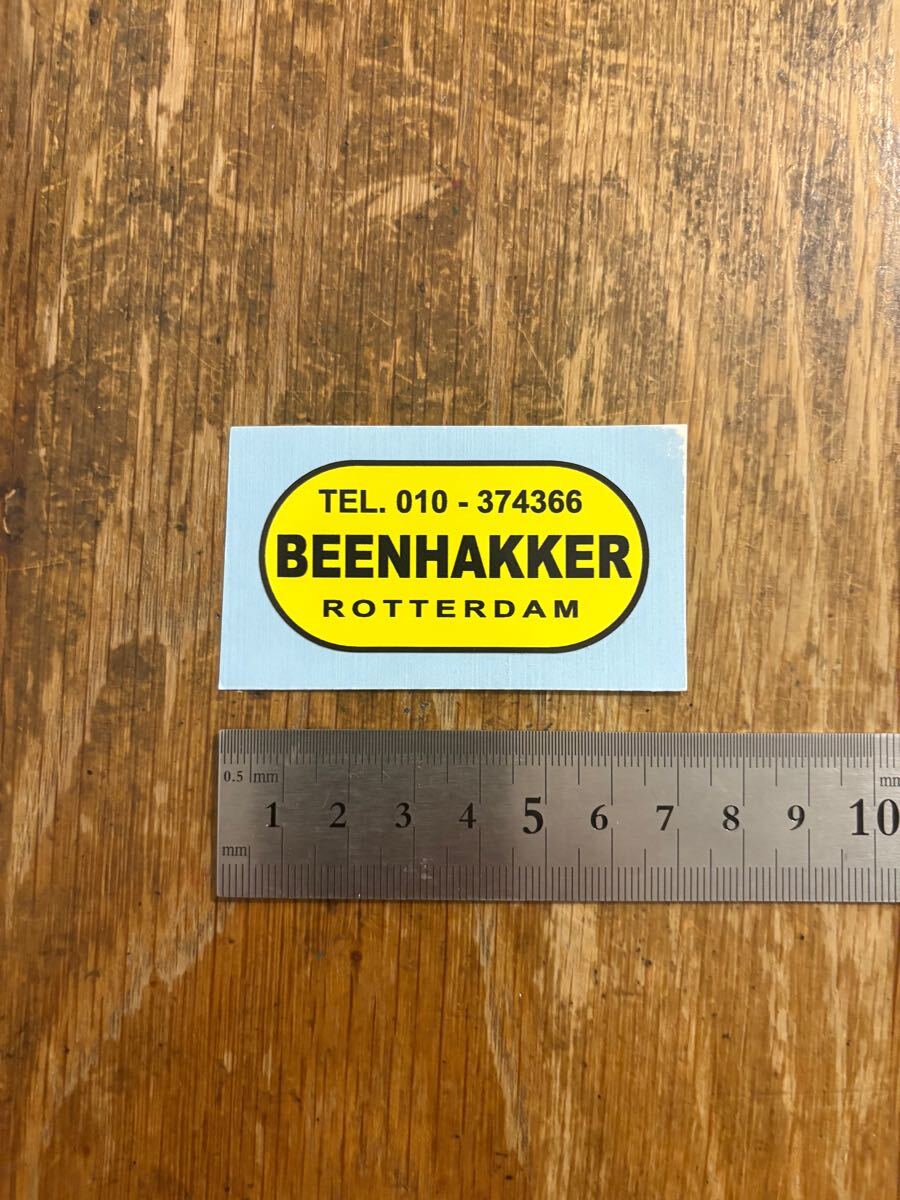 TEL. 010 - 374366
BEENHAKKER
ROTTERDAM
0.5 mm
mm
1 2 3 4 5 6 7 8 9 10
mm